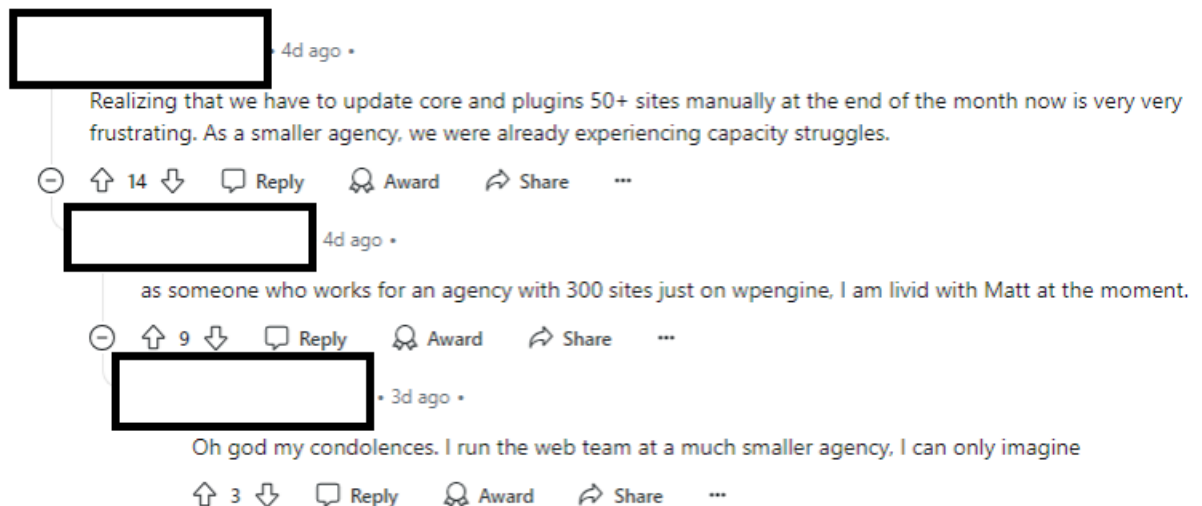 • 4d ago •
Realizing that we have to update core and plugins 50+ sites manually at the end of the month now is very very
frustrating. As a smaller agency, we were already experiencing capacity struggles.
14 Reply Award Share ...
4d ago •
as someone who works for an agency with 300 sites just on wpengine, I am livid with Matt at the moment.
9 Reply Award Share ...
• 3d ago •
Oh god my condolences. I run the web team at a much smaller agency, I can only imagine
3 Reply Award Share ...